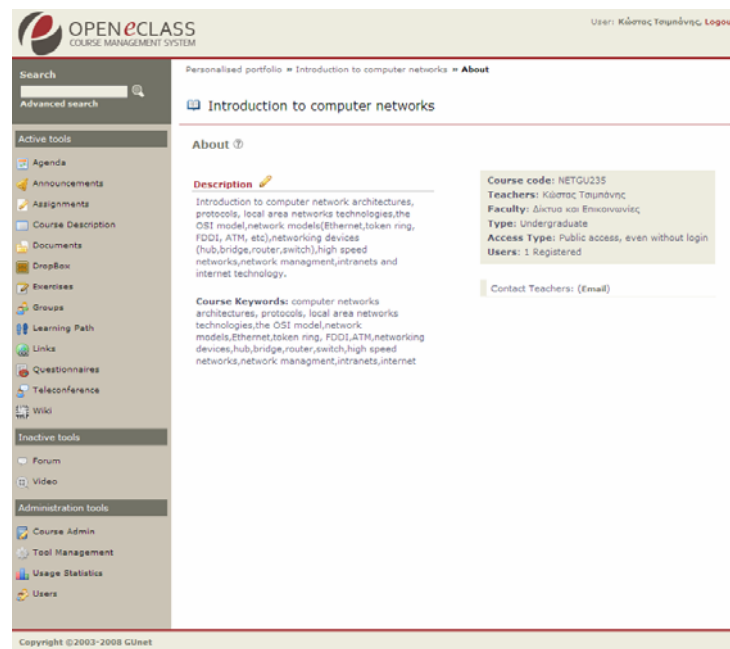 OPEN eCLASS
COURSE MANAGEMENT SYSTEM
User: Κώστας Τσιμπάνης, Logou
Search
Advanced search
Personalised portfolio » Introduction to computer networks » About
Introduction to computer networks
Active tools
Agenda
Announcements
Assignments
Course Description
Documents
DropBox
Exercises
Groups
Learning Path
Links
Questionnaires
Teleconference
Wiki
Inactive tools
Forum
Video
Administration tools
Course Admin
Tool Management
Usage Statistics
Users
About
Description
Introduction to computer network architectures,
protocols, local area networks technologies,the
OSI model,network models(Ethernet,token ring,
FDDI, ATM, etc),networking devices
(hub,bridge,router,switch),high speed
networks,network managment,intranets and
internet technology.
Course Keywords: computer networks
architectures, protocols, local area networks
technologies,the OSI model,network
models,Ethernet,token ring, FDDI,ATM,networking
devices,hub,bridge,router,switch,high speed
networks,network managment,intranets,internet
Course code: NETGU235
Teachers: Κώστας Τσιμπάνης
Faculty: Δίκτυα και Επικοινωνίες
Type: Undergraduate
Access Type: Public access, even without login
Users: 1 Registered
Contact Teachers: (Email)
Copyright ©2003-2008 GUnet